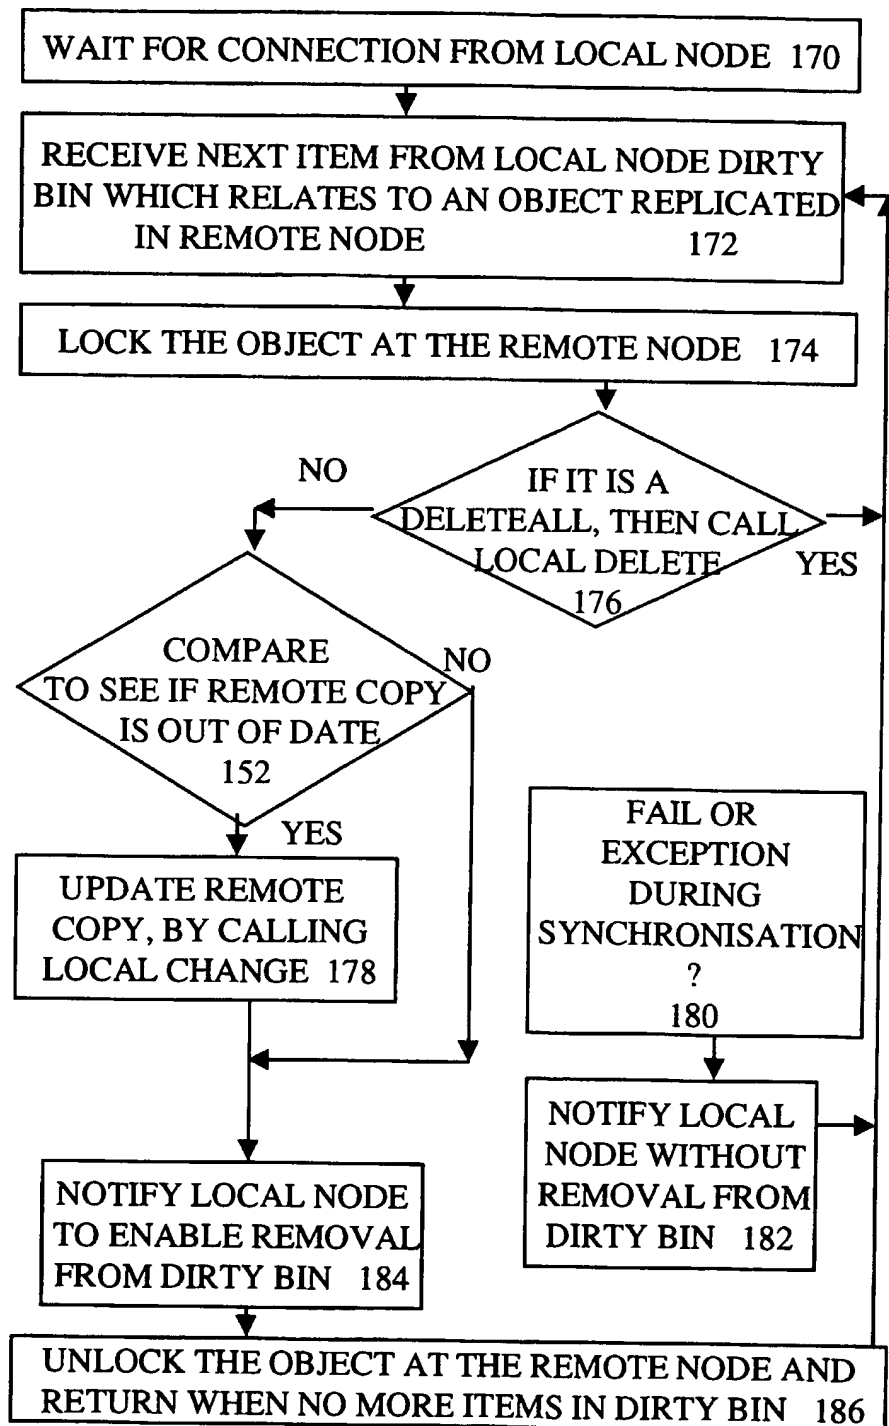 WAIT FOR CONNECTION FROM LOCAL NODE 170
RECEIVE NEXT ITEM FROM LOCAL NODE DIRTY
BIN WHICH RELATES TO AN OBJECT REPLICATED
IN REMOTE NODE 172
LOCK THE OBJECT AT THE REMOTE NODE 174
NO
IF IT IS A
DELETEALL, THEN CALL
LOCAL DELETE
176
YES
COMPARE
TO SEE IF REMOTE COPY
IS OUT OF DATE
152
NO
YES
UPDATE REMOTE
COPY, BY CALLING
LOCAL CHANGE 178
FAIL OR
EXCEPTION
DURING
SYNCHRONISATION
?
180
NOTIFY LOCAL
NODE WITHOUT
REMOVAL FROM
DIRTY BIN 182
NOTIFY LOCAL NODE
TO ENABLE REMOVAL
FROM DIRTY BIN 184
UNLOCK THE OBJECT AT THE REMOTE NODE AND
RETURN WHEN NO MORE ITEMS IN DIRTY BIN 186